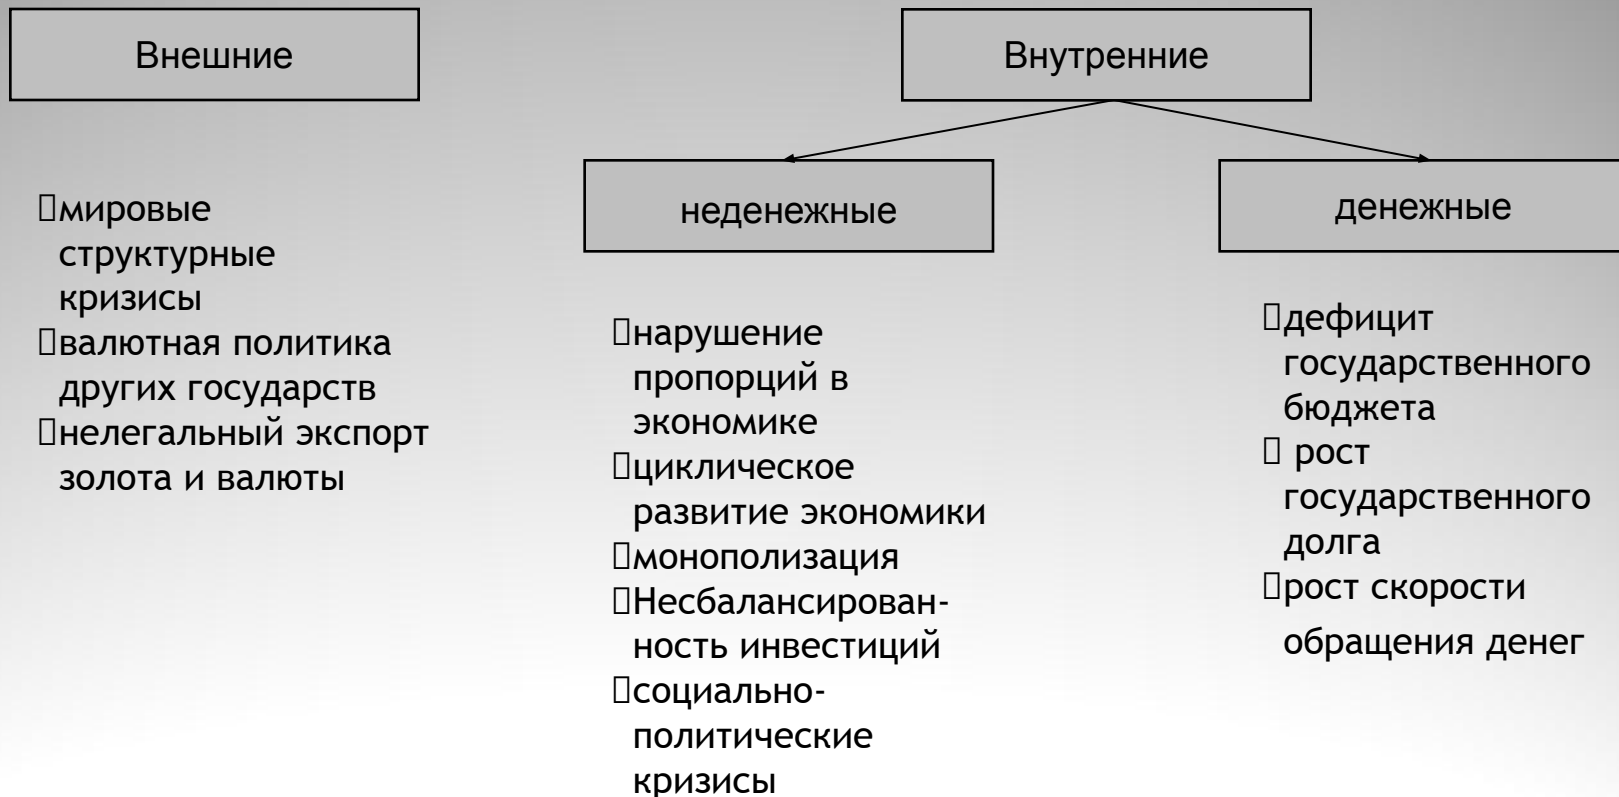 Внешние
мировые
структурные
кризисы
валютная политика
других государств
нелегальный экспорт
золота и валюты
Внутренние
неденежные
нарушение
пропорций в
экономике
циклическое
развитие экономики
монополизация
Несбалансирован-
ность инвестиций
социально-
политические
кризисы
денежные
дефицит
государственного
бюджета
рост
государственного
долга
рост скорости
обращения денег